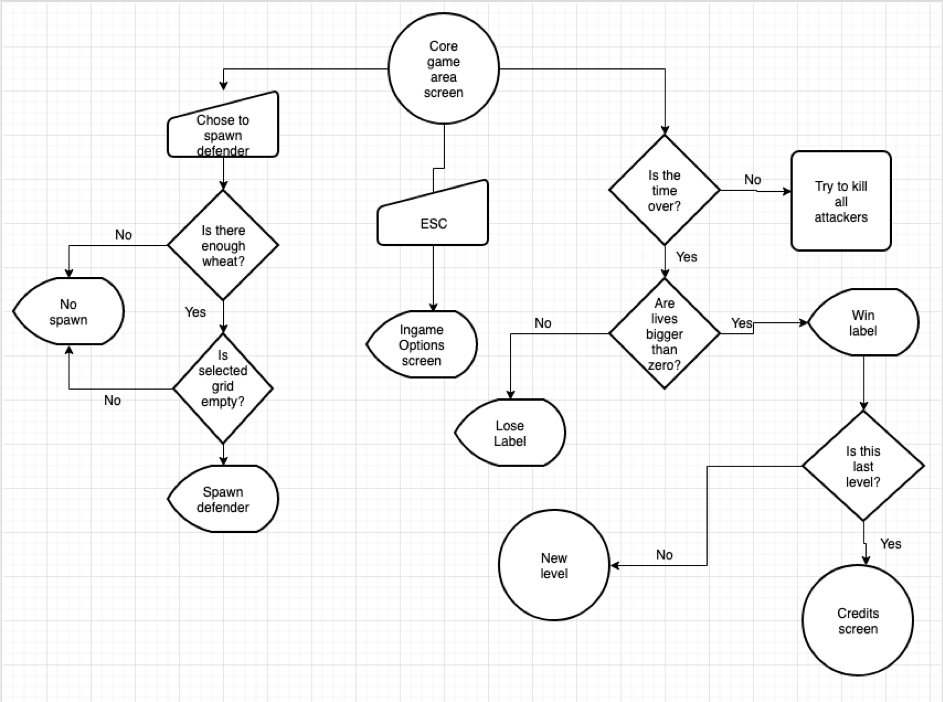 Core
game
area
screen
Chose to
spawn
defender
Is there
enough
wheat?
No
No
spawn
Yes
Is
selected
grid
empty?
No
Spawn
defender
ESC
Ingame
Options
screen
Is the
time
over?
No
Try to kill
all
attackers
Yes
Are
lives
bigger
than
zero?
No
Lose
Label
Yes
Win
label
Is this
last
level?
No
New
level
Yes
Credits
screen